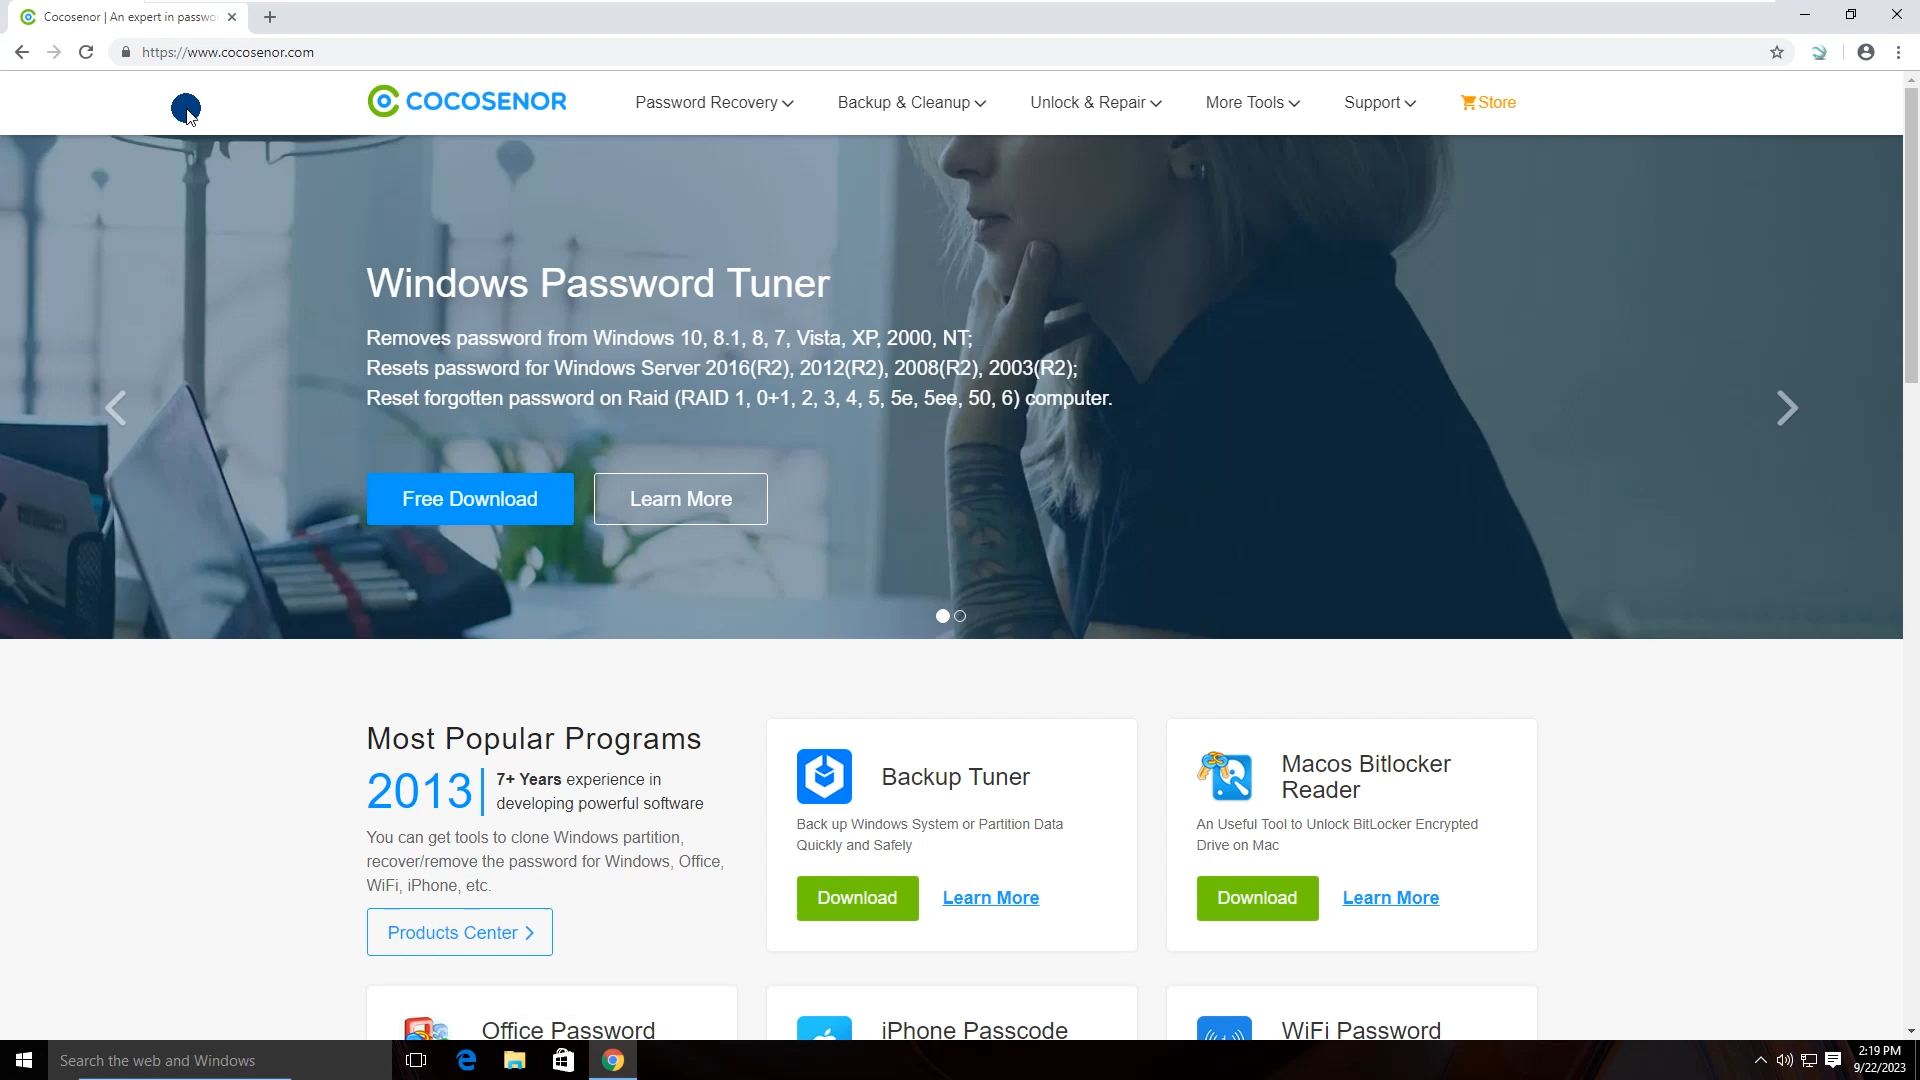 Cocosenor | An expert in passwo
https://www.cocosenor.com
COCOSENOR
Password Recovery
Backup & Cleanup
Unlock & Repair
More Tools
Support
Store
Windows Password Tuner
Removes password from Windows 10, 8.1, 8, 7, Vista, XP, 2000, NT;
Resets password for Windows Server 2016(R2), 2012(R2), 2008(R2), 2003(R2);
Reset forgotten password on Raid (RAID 1, 0+1, 2, 3, 4, 5, 5e, 5ee, 50, 6) computer.
Free Download
Learn More
Most Popular Programs
2013
7+ Years experience in
developing powerful software
You can get tools to clone Windows partition,
recover/remove the password for Windows, Office,
WiFi, iPhone, etc.
Products Center
Backup Tuner
Back up Windows System or Partition Data
Quickly and Safely
Download
Learn More
Macos Bitlocker
Reader
An Useful Tool to Unlock BitLocker Encrypted
Drive on Mac
Download
Learn More
Office Password
iPhone Passcode
WiFi Password
Search the web and Windows
2:19 PM
9/22/2023